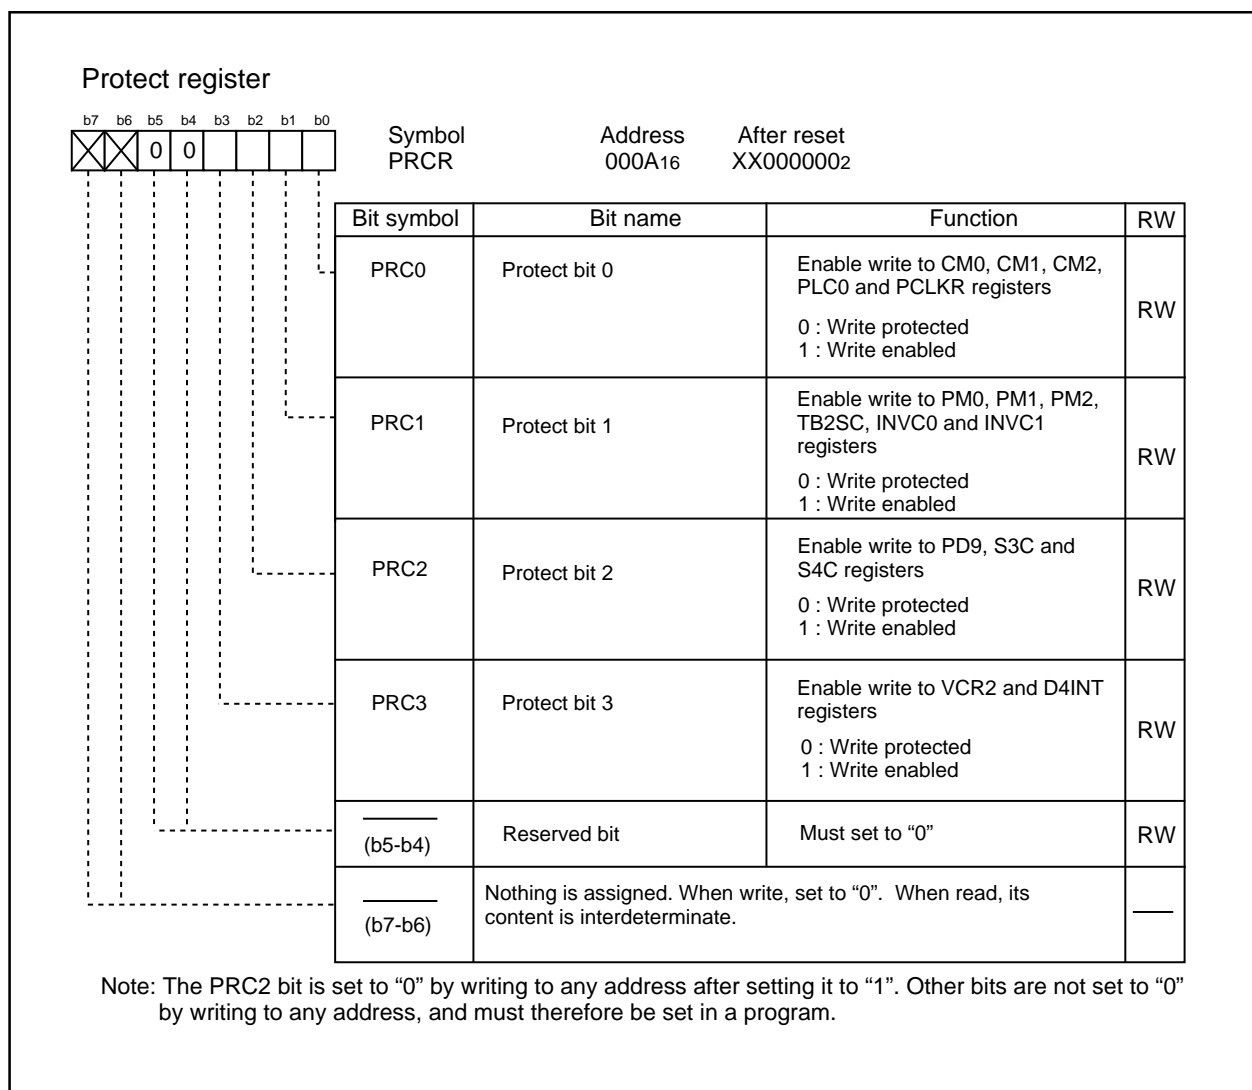 Protect register
b7 b6 b5 b4 b3 b2 b1 b0
0 0
Symbol Address After reset
PRCR 000A16 XX0000002
Bit symbol Bit name Function RW
PRC0 Protect bit 0 Enable write to CM0, CM1, CM2,
PLC0 and PCLKR registers
0 : Write protected
1 : Write enabled
RW
PRC1 Protect bit 1 Enable write to PM0, PM1, PM2,
TB2SC, INVC0 and INVC1
registers
0 : Write protected
1 : Write enabled
RW
PRC2 Protect bit 2 Enable write to PD9, S3C and
S4C registers
0 : Write protected
1 : Write enabled
RW
PRC3 Protect bit 3 Enable write to VCR2 and D4INT
registers
0 : Write protected
1 : Write enabled
RW
(b5-b4) Reserved bit Must set to “0” RW
(b7-b6) Nothing is assigned. When write, set to “0”. When read, its
content is interdeterminate.
Note: The PRC2 bit is set to “0” by writing to any address after setting it to “1”. Other bits are not set to “0”
by writing to any address, and must therefore be set in a program.